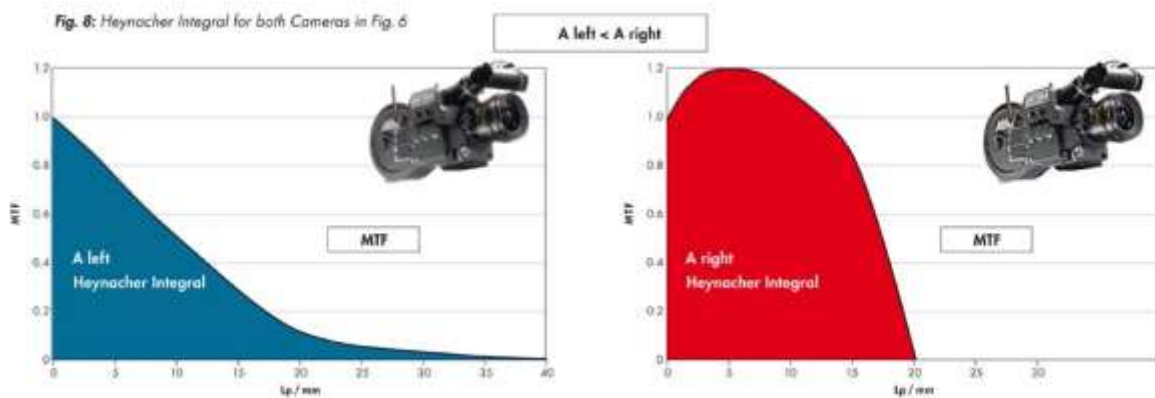 Fig. 8: Heynacher Integral for both Cameras in Fig. 6
A left < A right
1.2
1.0
0.8
0.6
0.4
0.2
0
MTF
A left
Heynacher Integral
MTF
0 5 10 15 20 25 30 35 40
Lp / mm
1.2
1.0
0.8
0.6
0.4
0.2
0
MTF
A right
Heynacher Integral
MTF
0 5 10 15 20 30
Lp / mm